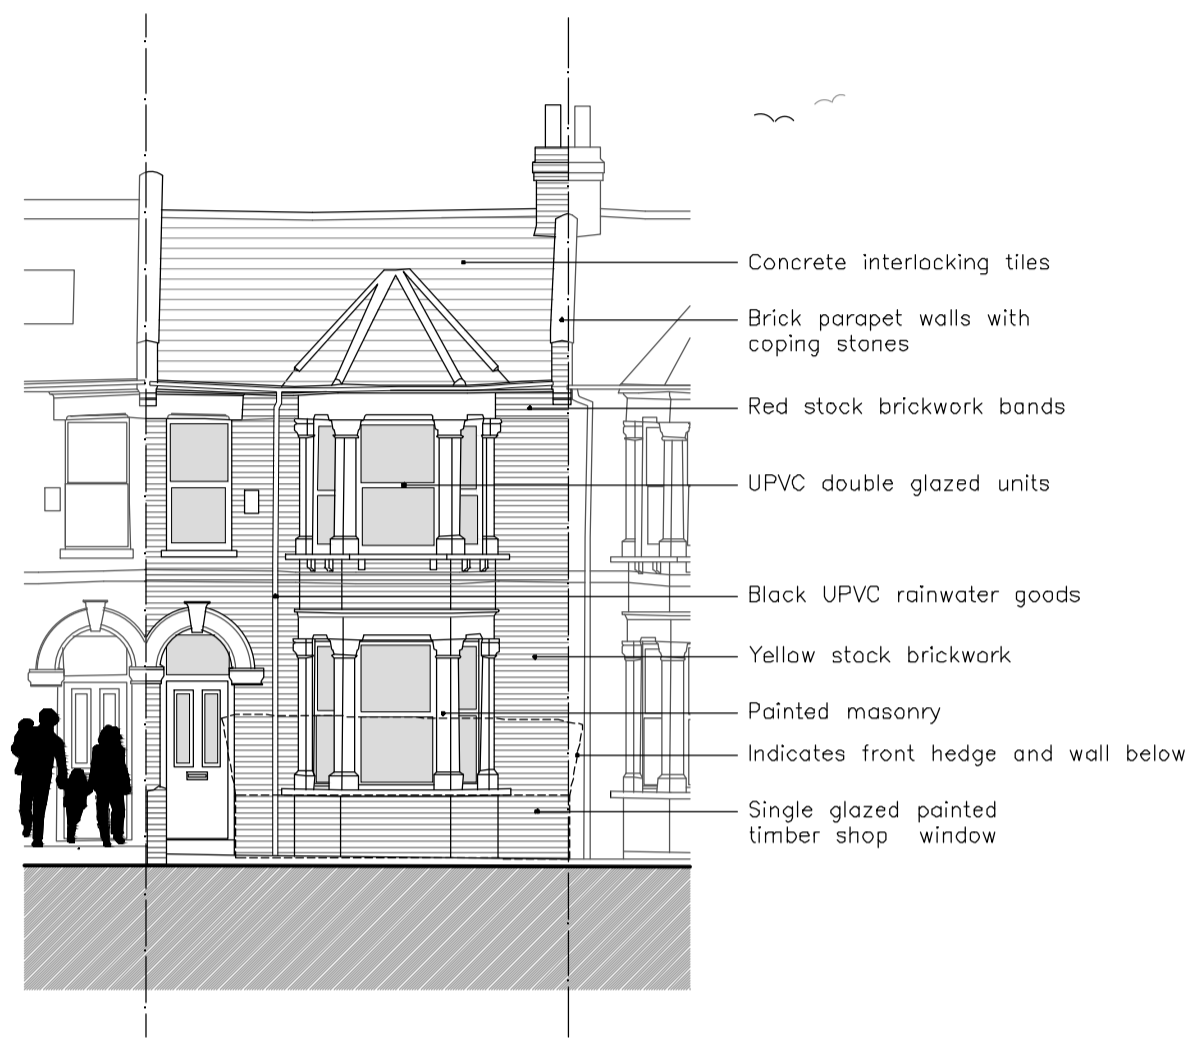 Concrete interlocking tiles
Brick parapet walls with
coping stones
Red stock brickwork bands
UPVC double glazed units
Black UPVC rainwater goods
Yellow stock brickwork
Painted masonry
Indicates front hedge and wall below
Single glazed painted
timber shop window